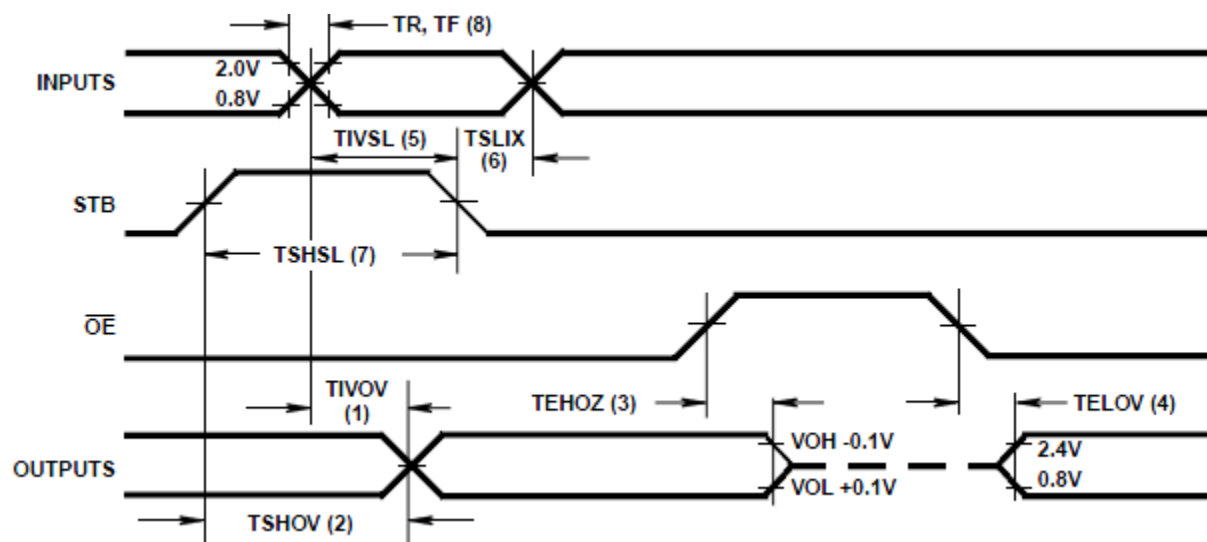 TR, TF (8)
INPUTS
2.0V
0.8V
TIVSL (5)
TSLIX
(6)
STB
TSHSL (7)
OE
TIVOV
(1)
TEHOZ (3)
TELOV (4)
OUTPUTS
VOH -0.1V
VOL +0.1V
2.4V
0.8V
TSHOV (2)